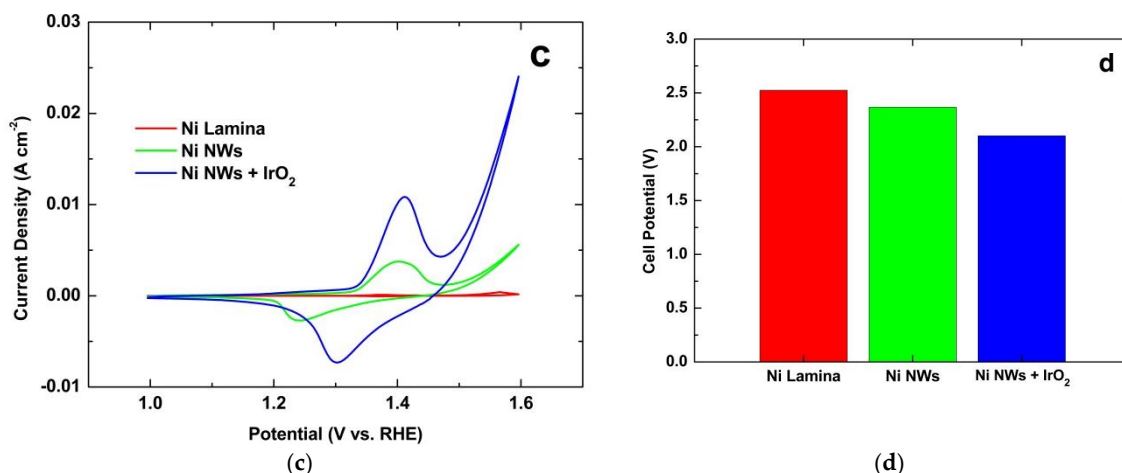 c
0.03
0.02
0.01
0.00
-0.01
Current Density (A cm⁻²)
Ni Lamina
Ni NWs
Ni NWs + IrO₂
1.0 1.2 1.4 1.6
Potential (V vs. RHE)
(c)
d
3.0
2.5
2.0
1.5
1.0
0.5
0.0
Cell Potential (V)
Ni Lamina Ni NWs Ni NWs + IrO₂
(d)